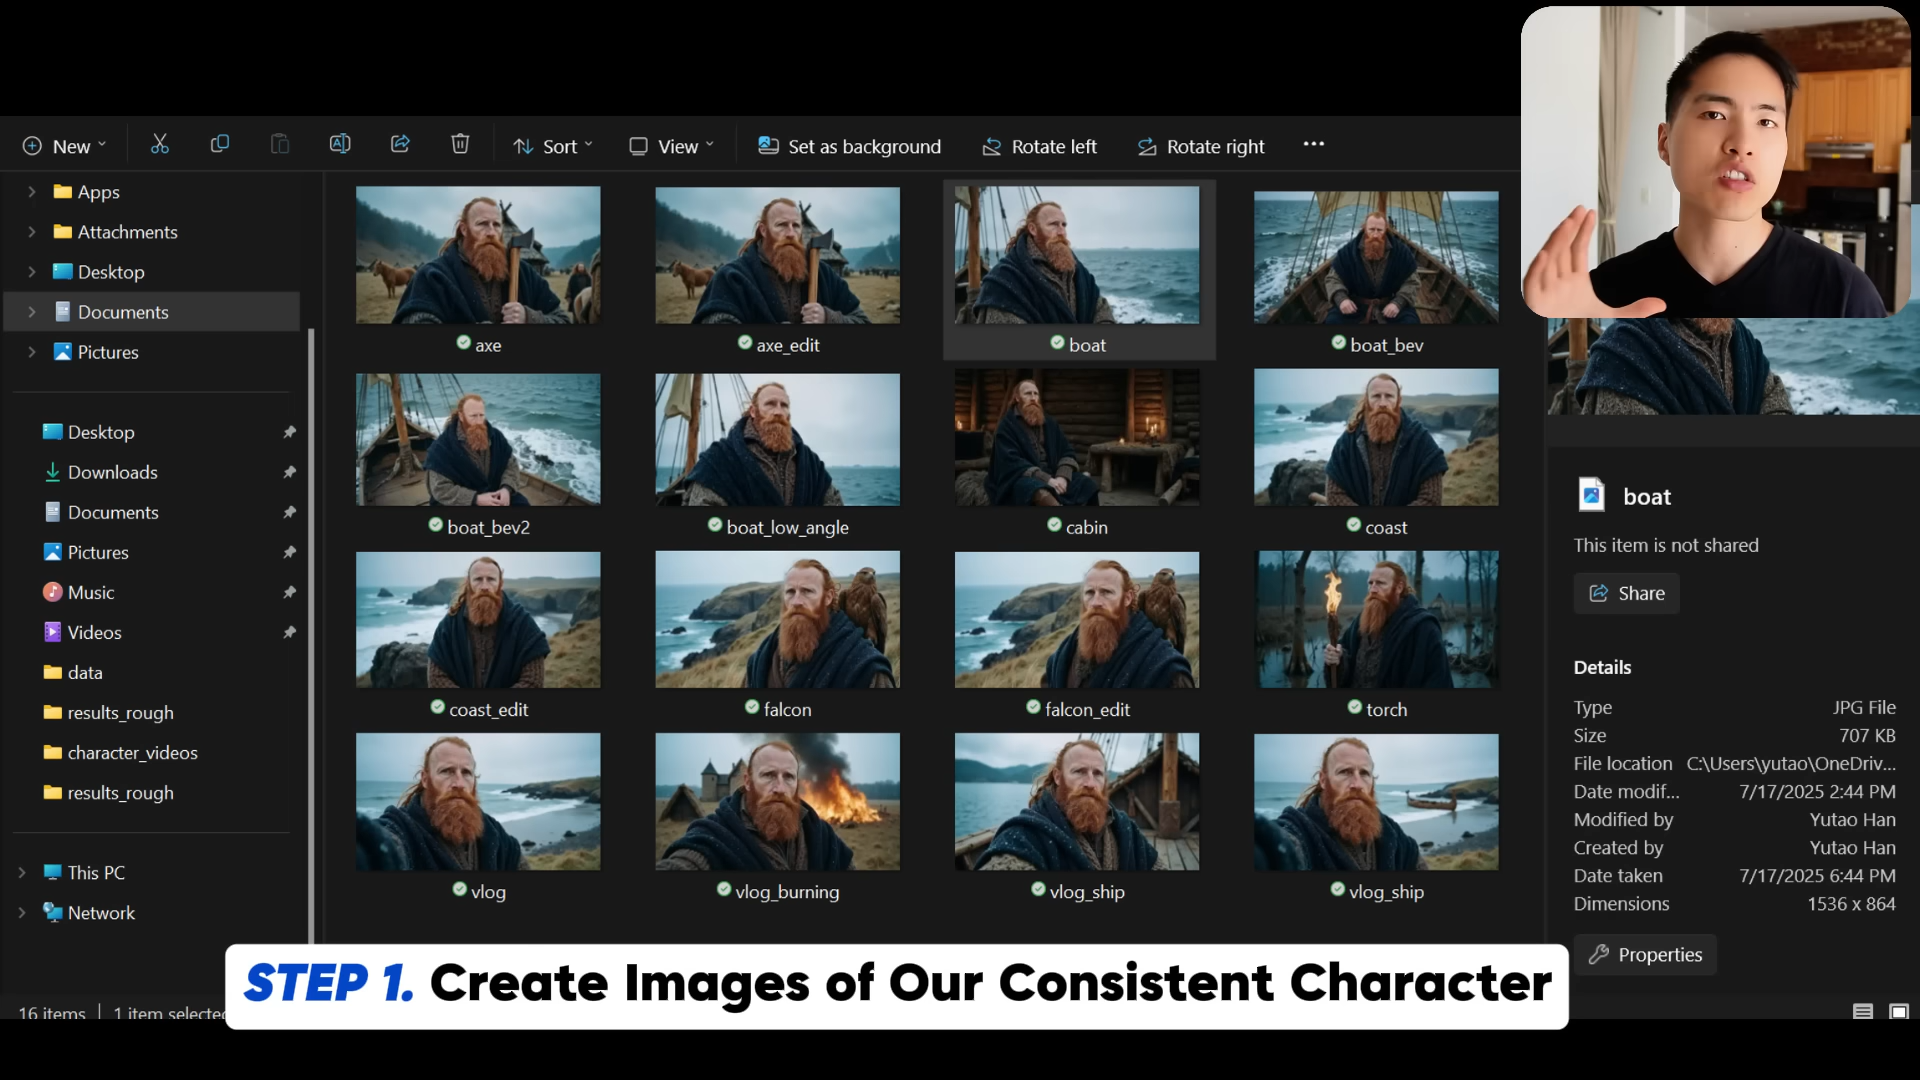 New
Sort
View
Set as background
Rotate left
Rotate right
Apps
Attachments
Desktop
Documents
Pictures
Desktop
Downloads
Documents
Pictures
Music
Videos
data
results_rough
character_videos
results_rough
This PC
Network
axe
axe_edit
boat
boat_bev
boat_bev2
boat_low_angle
cabin
coast
coast_edit
falcon
falcon_edit
torch
vlog
vlog_burning
vlog_ship
vlog_ship
boat
This item is not shared
Share
Details
Type JPG File
Size 707 KB
File location C:\Users\yutao\OneDriv...
Date modif... 7/17/2025 2:44 PM
Modified by Yutao Han
Created by Yutao Han
Date taken 7/17/2025 6:44 PM
Dimensions 1536 x 864
Properties
16 items | 1 item selected
STEP 1. Create Images of Our Consistent Character